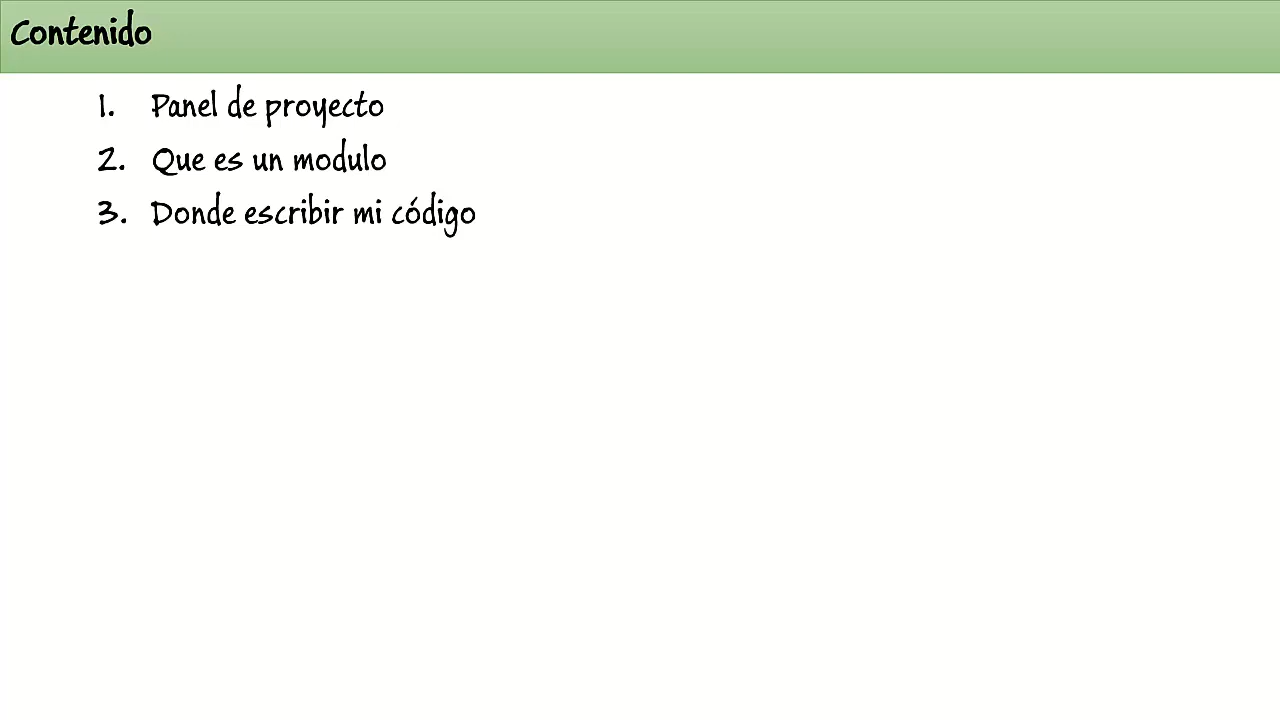 Contenido
1. Panel de proyecto
2. Que es un modulo
3. Donde escribir mi código